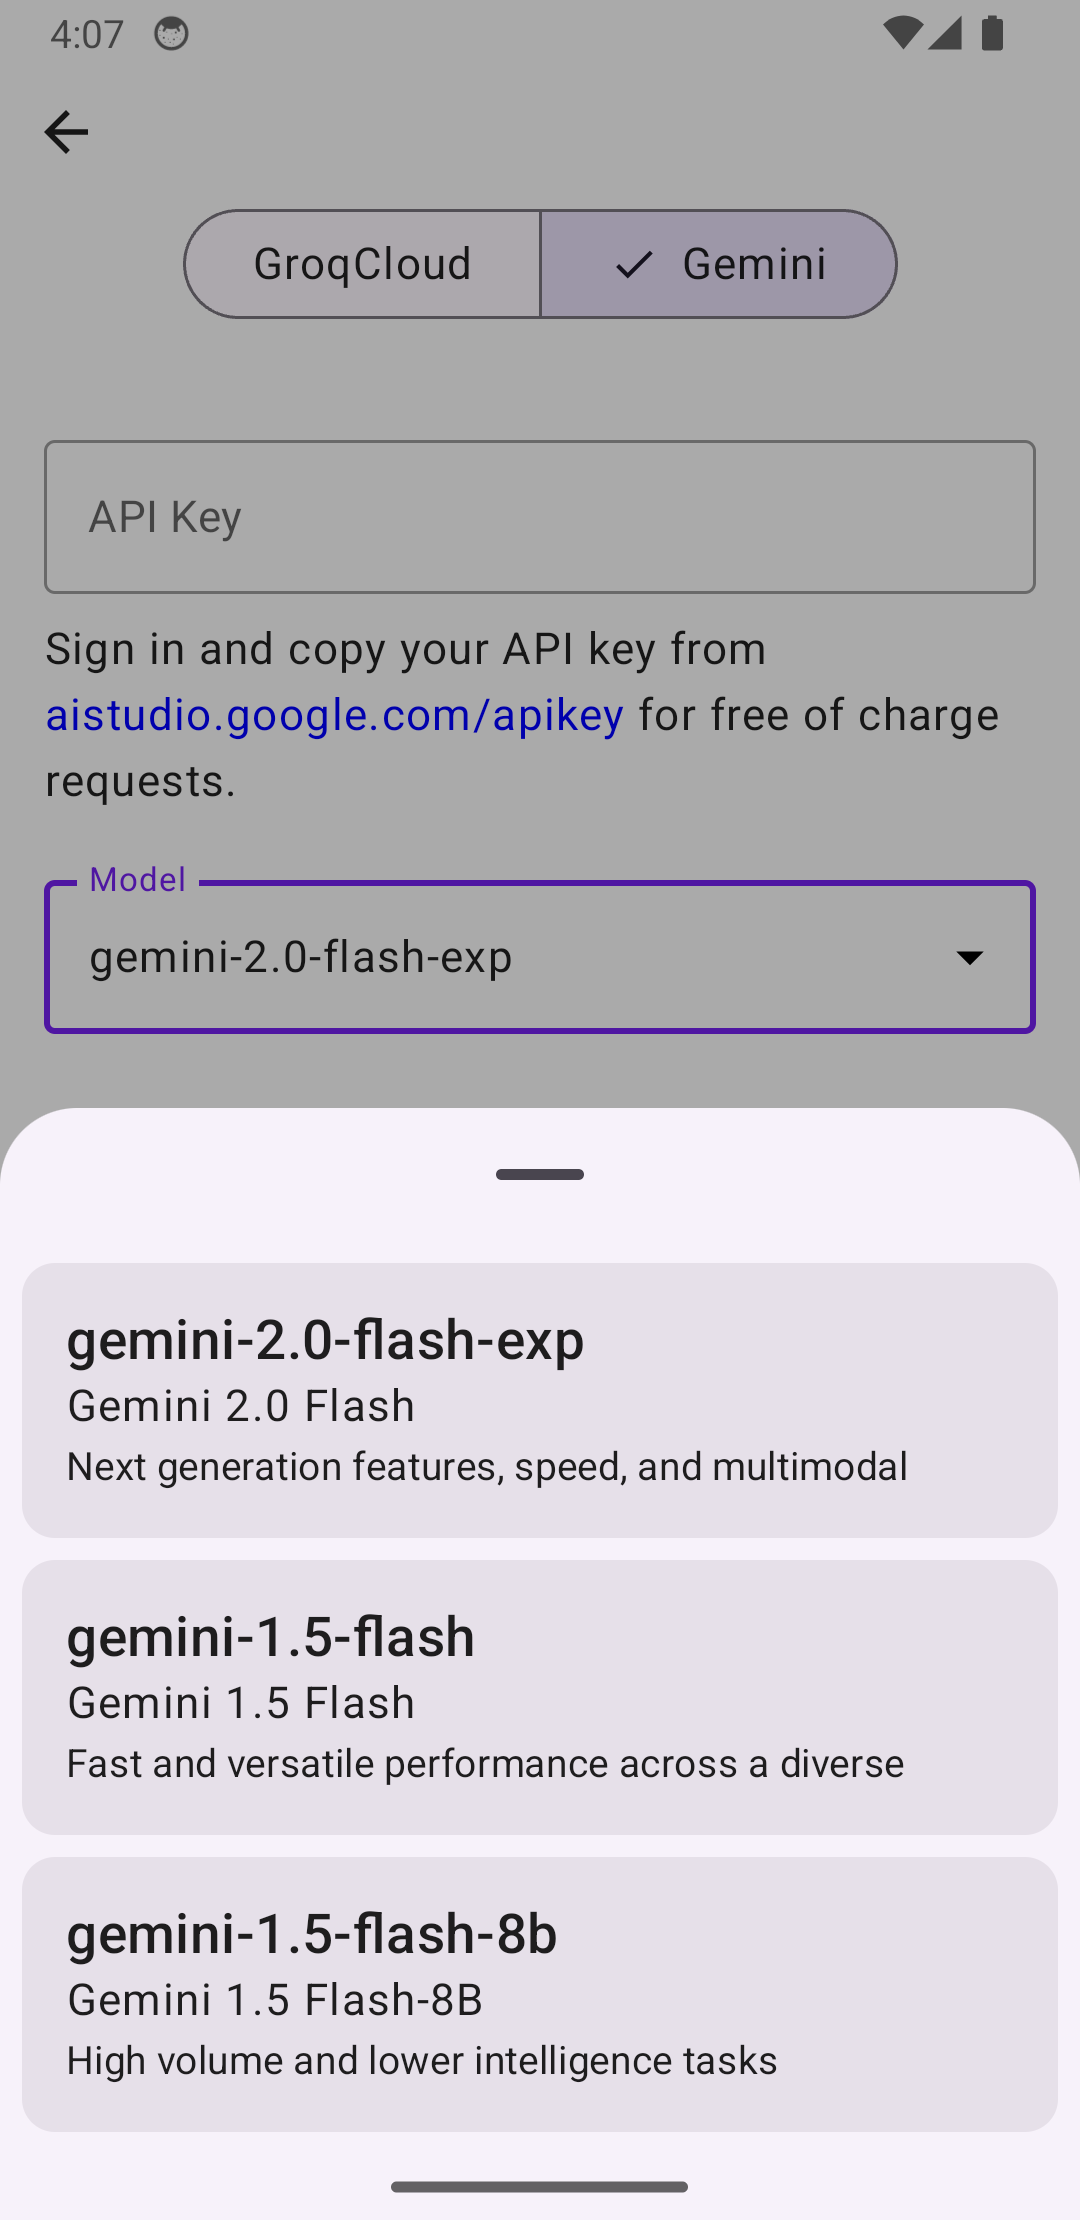 4:07
GroqCloud
Gemini
API Key
Sign in and copy your API key from
aistudio.google.com/apikey for free of charge
requests.
Model
gemini-2.0-flash-exp
gemini-2.0-flash-exp
Gemini 2.0 Flash
Next generation features, speed, and multimodal
gemini-1.5-flash
Gemini 1.5 Flash
Fast and versatile performance across a diverse
gemini-1.5-flash-8b
Gemini 1.5 Flash-8B
High volume and lower intelligence tasks